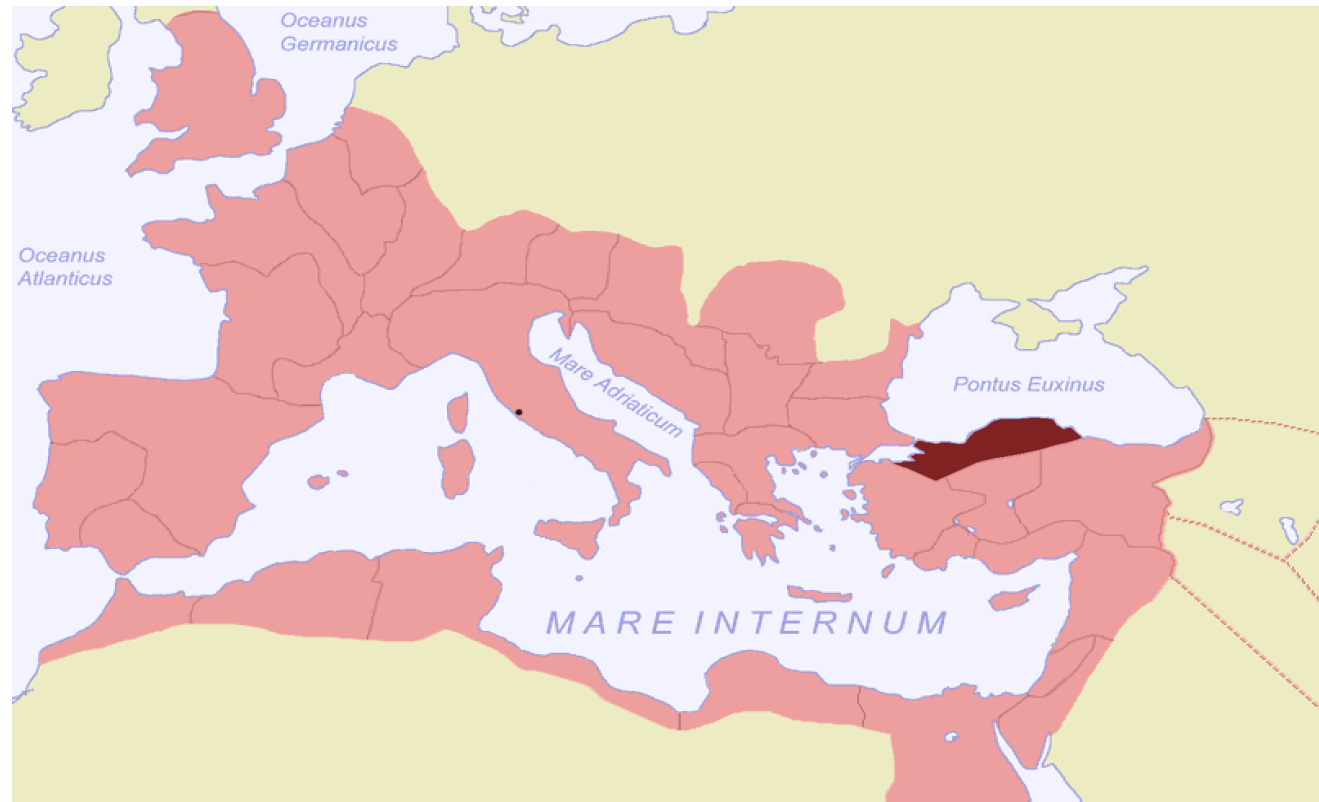 Oceanus
Germanicus
Oceanus
Atlanticus
Mare Adriaticum
Pontus Euxinus
MARE INTERNUM